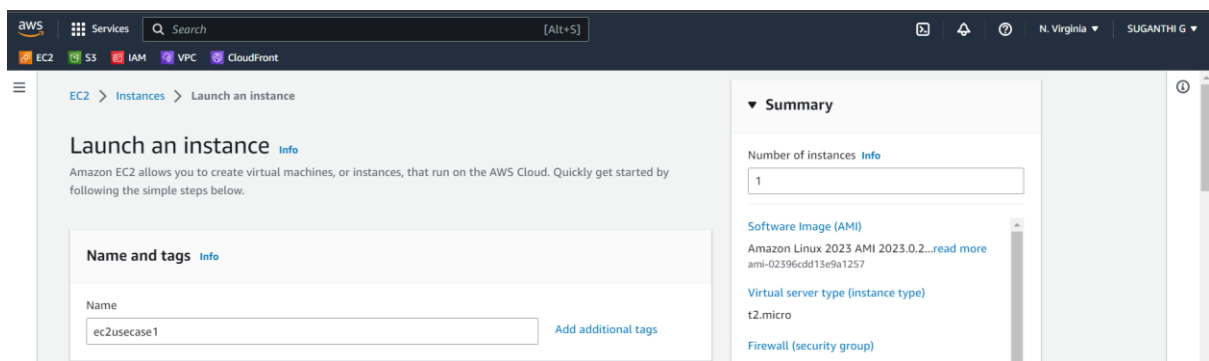 aws
Services
Search
[Alt+S]
N. Virginia ▼
SUGANTHI G ▼
EC2
S3
IAM
VPC
CloudFront
EC2 > Instances > Launch an instance
Launch an instance Info
Amazon EC2 allows you to create virtual machines, or instances, that run on the AWS Cloud. Quickly get started by
following the simple steps below.
Name and tags Info
Name
ec2usecase1
Add additional tags
▼ Summary
Number of instances Info
1
Software Image (AMI)
Amazon Linux 2023 AMI 2023.0.2...read more
ami-02396cdd13e9a1257
Virtual server type (instance type)
t2.micro
Firewall (security group)